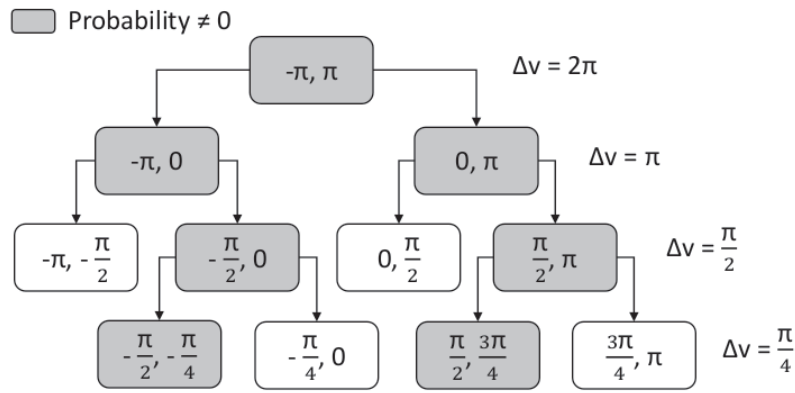 Probability ≠ 0
-π, π
Δv = 2π
-π, 0
0, π
Δv = π
-π, -π/2
-π/2, 0
0, π/2
π/2, π
Δv = π/2
-π/2, -π/4
-π/4, 0
π/2, 3π/4
3π/4, π
Δv = π/4